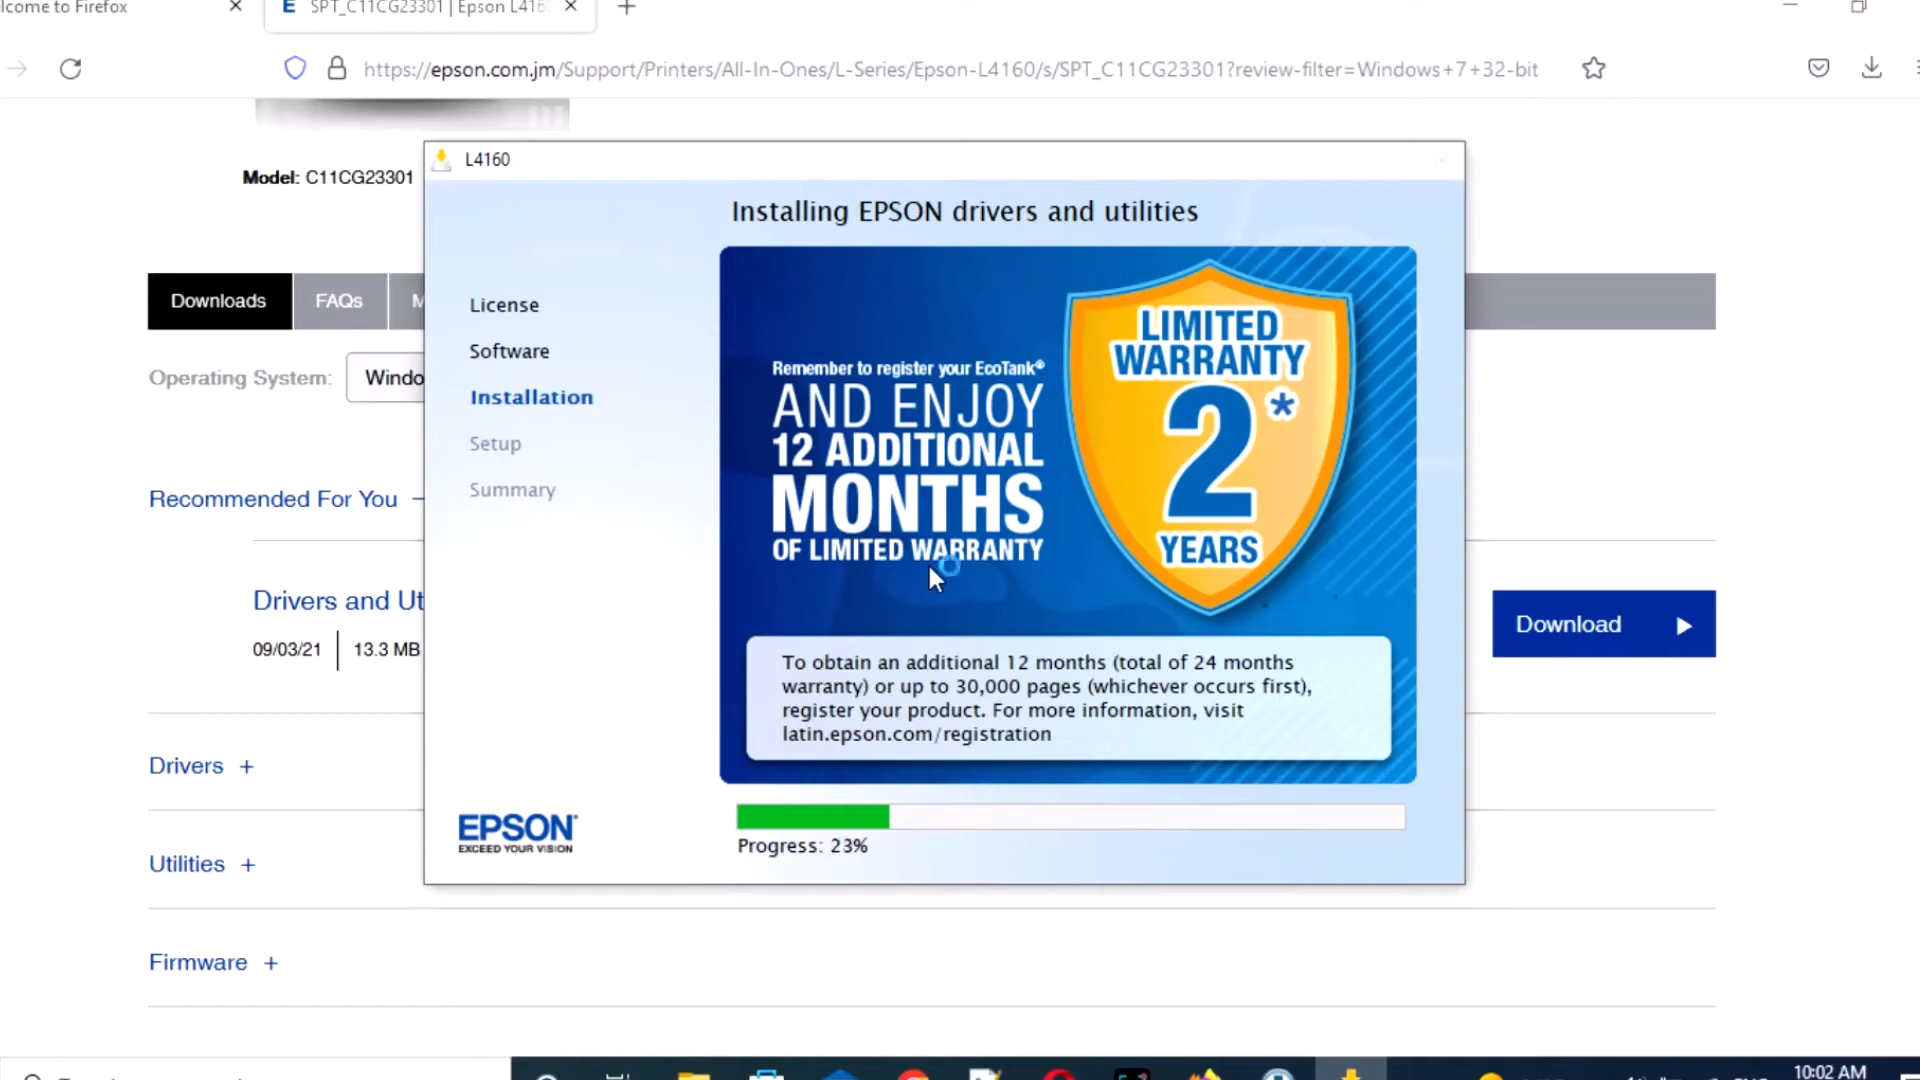 lcome to Firefox
SPT_C11CG23301 | Epson L416
https://epson.com.jm/Support/Printers/All-In-Ones/L-Series/Epson-L4160/s/SPT_C11CG23301?review-filter=Windows+7+32-bit
Model: C11CG23301
L4160
Installing EPSON drivers and utilities
Downloads
FAQs
M
Operating System:
Windo
License
Software
Installation
Setup
Summary
Remember to register your EcoTank®
AND ENJOY
12 ADDITIONAL
MONTHS
OF LIMITED WARRANTY
LIMITED
WARRANTY
2*
YEARS
To obtain an additional 12 months (total of 24 months
warranty) or up to 30,000 pages (whichever occurs first),
register your product. For more information, visit
latin.epson.com/registration
EPSON®
EXCEED YOUR VISION
Progress: 23%
Recommended For You −
Drivers and Ut
09/03/21 | 13.3 MB
Download
Drivers +
Utilities +
Firmware +
10:02 AM